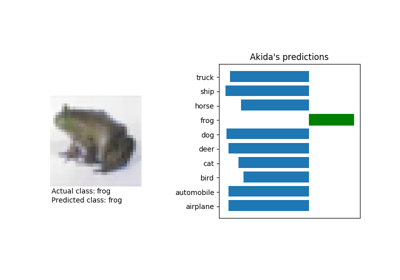 Akida's predictions
truck
ship
horse
frog
dog
deer
cat
bird
automobile
airplane
Actual class: frog
Predicted class: frog